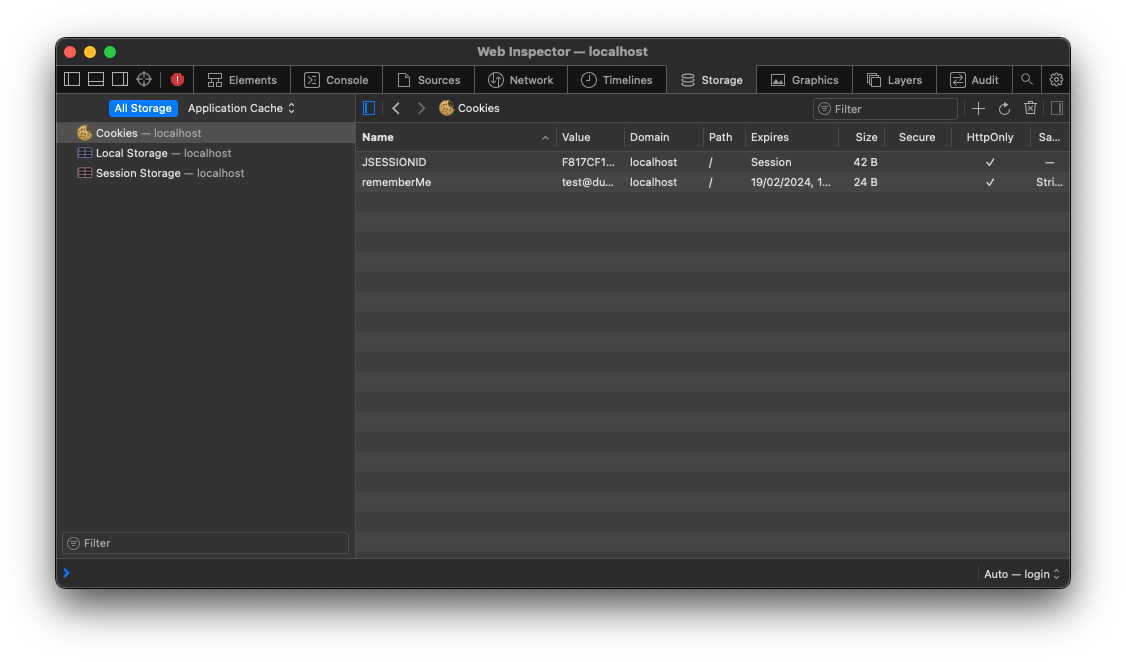 Web Inspector — localhost
Elements Console Sources Network Timelines Storage Graphics Layers Audit
All Storage Application Cache Cookies Filter
Cookies — localhost
Local Storage — localhost
Session Storage — localhost
Name Value Domain Path Expires Size Secure HttpOnly Sa...
JSESSIONID F817CF1... localhost / Session 42 B ✓ —
rememberMe test@du... localhost / 19/02/2024, 1... 24 B ✓ Stri...
Filter
Auto — login